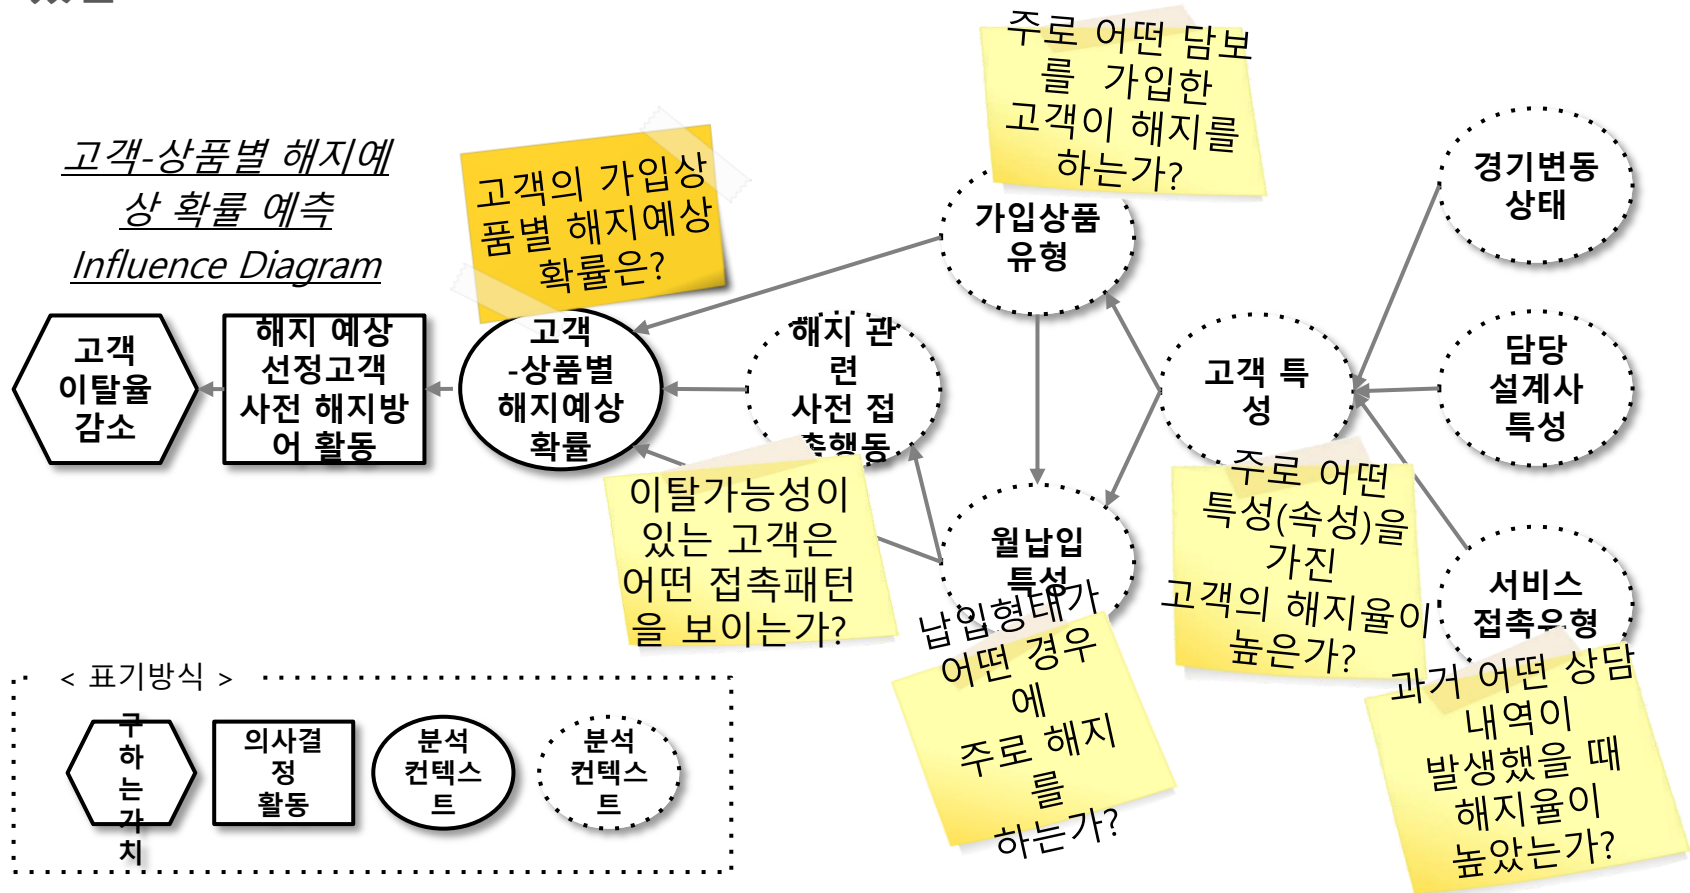 고객-상품별 해지예
상 확률 예측
Influence Diagram
고객의 가입상
품별 해지예상
확률은?
주로 어떤 담보
를 가입한
고객이 해지를
하는가?
가입상품
유형
경기변동
상태
고객
이탈율
감소
해지 예상
선정고객
사전 해지방
어 활동
고객
-상품별
해지예상
확률
해지 관
련
사전 접
촉행동
고객 특
성
담당
설계사
특성
이탈가능성이
있는 고객은
어떤 접촉패턴
을 보이는가?
월납입
특성
납입형태가
어떤 경우
에
주로 해지
를
하는가?
주로 어떤
특성(속성)을
가진
고객의 해지율이
높은가?
서비스
접촉유형
과거 어떤 상담
내역이
발생했을 때
해지율이
높았는가?
< 표기방식 >
구
하
는
가
치
의사결
정
활동
분석
컨텍스
트
분석
컨텍스
트